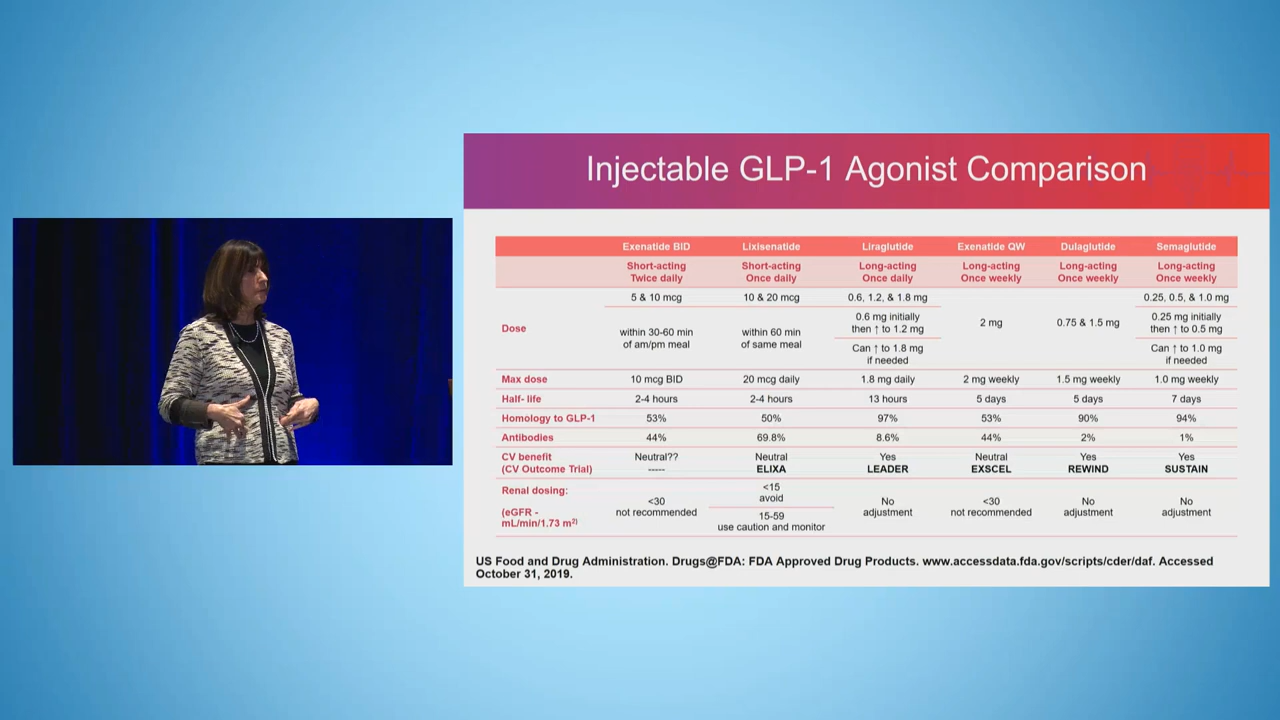 Injectable GLP-1 Agonist Comparison
Exenatide BID Lixisenatide Liraglutide Exenatide QW Dulaglutide Semaglutide
Short-acting Short-acting Long-acting Long-acting Long-acting Long-acting
Twice daily Once daily Once daily Once weekly Once weekly Once weekly
Dose
5 & 10 mcg
within 30-60 min
of am/pm meal
10 & 20 mcg
within 60 min
of same meal
0.6, 1.2, & 1.8 mg
0.6 mg initially
then ↑ to 1.2 mg
Can ↑ to 1.8 mg
if needed
2 mg
0.75 & 1.5 mg
0.25, 0.5, & 1.0 mg
0.25 mg initially
then ↑ to 0.5 mg
Can ↑ to 1.0 mg
if needed
Max dose 10 mcg BID 20 mcg daily 1.8 mg daily 2 mg weekly 1.5 mg weekly 1.0 mg weekly
Half- life 2-4 hours 2-4 hours 13 hours 5 days 5 days 7 days
Homology to GLP-1 53% 50% 97% 53% 90% 94%
Antibodies 44% 69.8% 8.6% 44% 2% 1%
CV benefit Neutral?? Neutral Yes Neutral Yes Yes
(CV Outcome Trial) ----- ELIXA LEADER EXSCEL REWIND SUSTAIN
Renal dosing:
(eGFR -
mL/min/1.73 m²)
<30
not recommended
<15
avoid
15-59
use caution and monitor
No
adjustment
<30
not recommended
No
adjustment
No
adjustment
US Food and Drug Administration. Drugs@FDA: FDA Approved Drug Products. www.accessdata.fda.gov/scripts/cder/daf. Accessed
October 31, 2019.